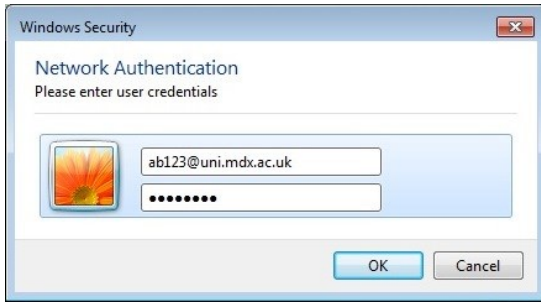 Windows Security
Network Authentication
Please enter user credentials
ab123@uni.mdx.ac.uk
●●●●●●●●
OK
Cancel